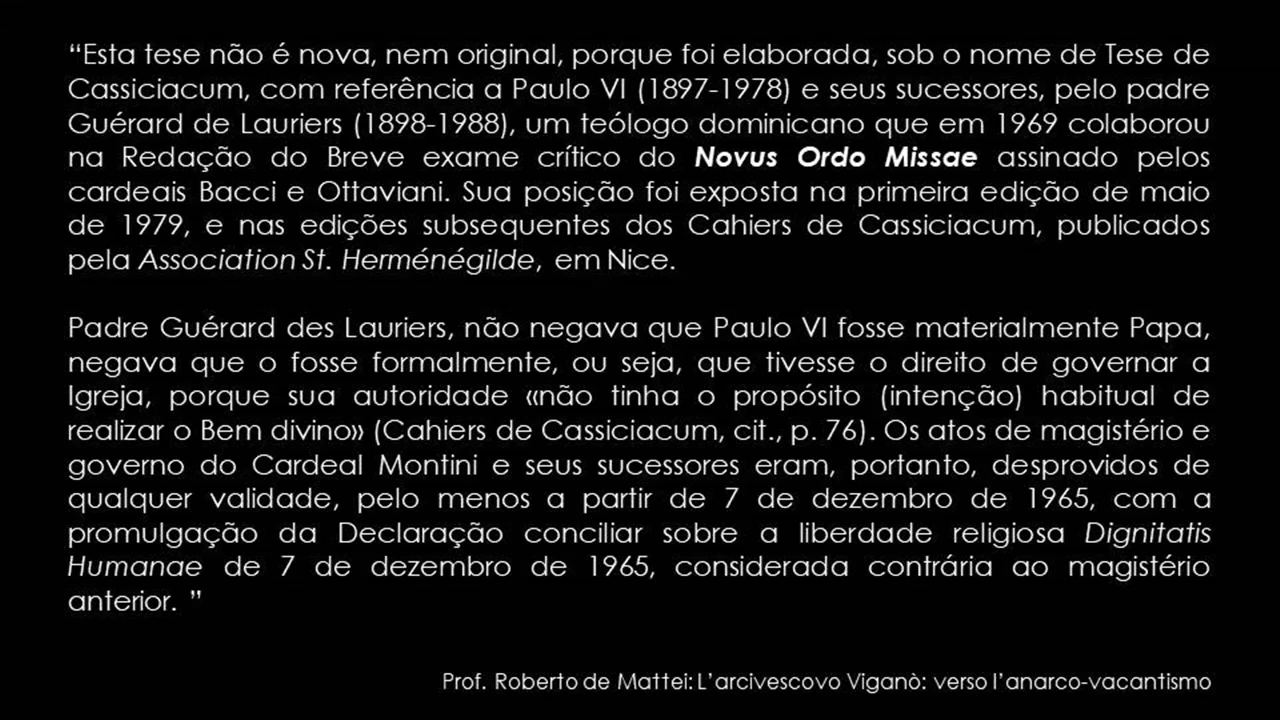 “Esta tese não é nova, nem original, porque foi elaborada, sob o nome de Tese de
Cassiciacum, com referência a Paulo VI (1897-1978) e seus sucessores, pelo padre
Guérard de Lauriers (1898-1988), um teólogo dominicano que em 1969 colaborou
na Redação do Breve exame crítico do Novus Ordo Missae assinado pelos
cardeais Bacci e Ottaviani. Sua posição foi exposta na primeira edição de maio
de 1979, e nas edições subsequentes dos Cahiers de Cassiciacum, publicados
pela Association St. Herménégilde, em Nice.
Padre Guérard des Lauriers, não negava que Paulo VI fosse materialmente Papa,
negava que o fosse formalmente, ou seja, que tivesse o direito de governar a
Igreja, porque sua autoridade «não tinha o propósito (intenção) habitual de
realizar o Bem divino» (Cahiers de Cassiciacum, cit., p. 76). Os atos de magistério e
governo do Cardeal Montini e seus sucessores eram, portanto, desprovidos de
qualquer validade, pelo menos a partir de 7 de dezembro de 1965, com a
promulgação da Declaração conciliar sobre a liberdade religiosa Dignitatis
Humanae de 7 de dezembro de 1965, considerada contrária ao magistério
anterior. ”
Prof. Roberto de Mattei: L’arcivescovo Viganò: verso l’anarco-vacantismo